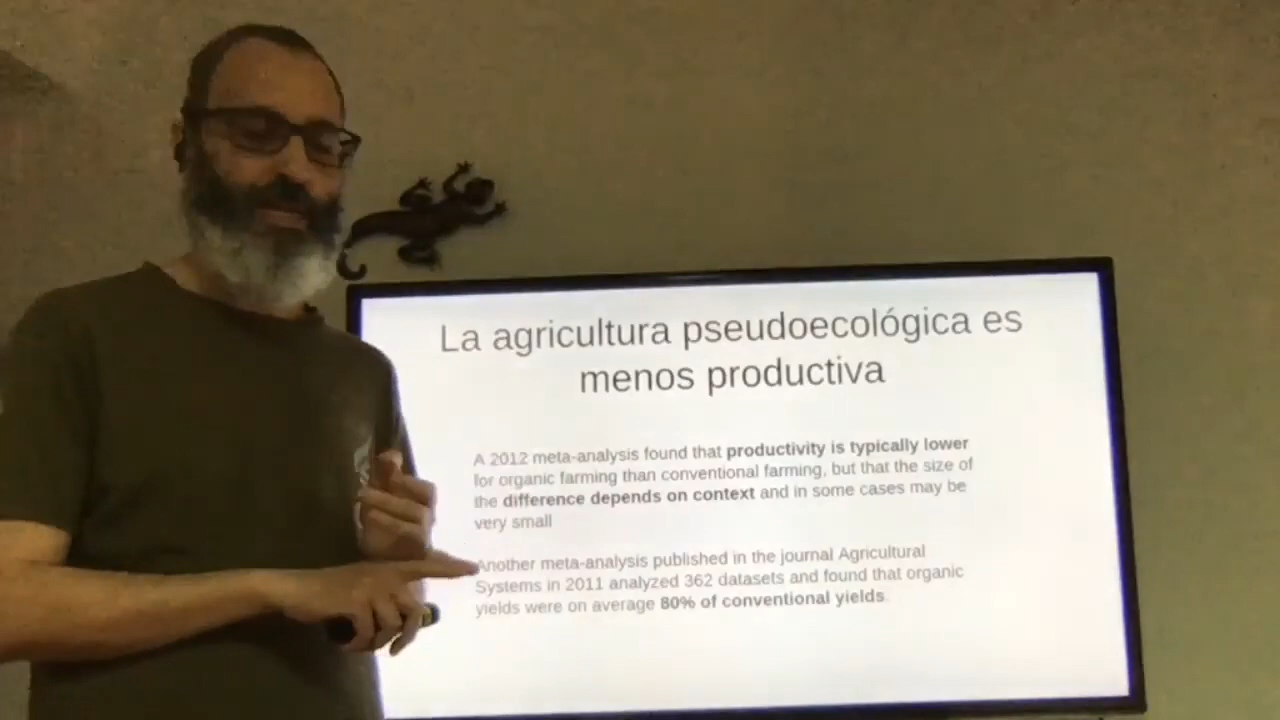 La agricultura pseudoecológica es
menos productiva
A 2012 meta-analysis found that productivity is typically lower
for organic farming than conventional farming, but that the size of
the difference depends on context and in some cases may be
very small
Another meta-analysis published in the journal Agricultural
Systems in 2011 analyzed 362 datasets and found that organic
yields were on average 80% of conventional yields.